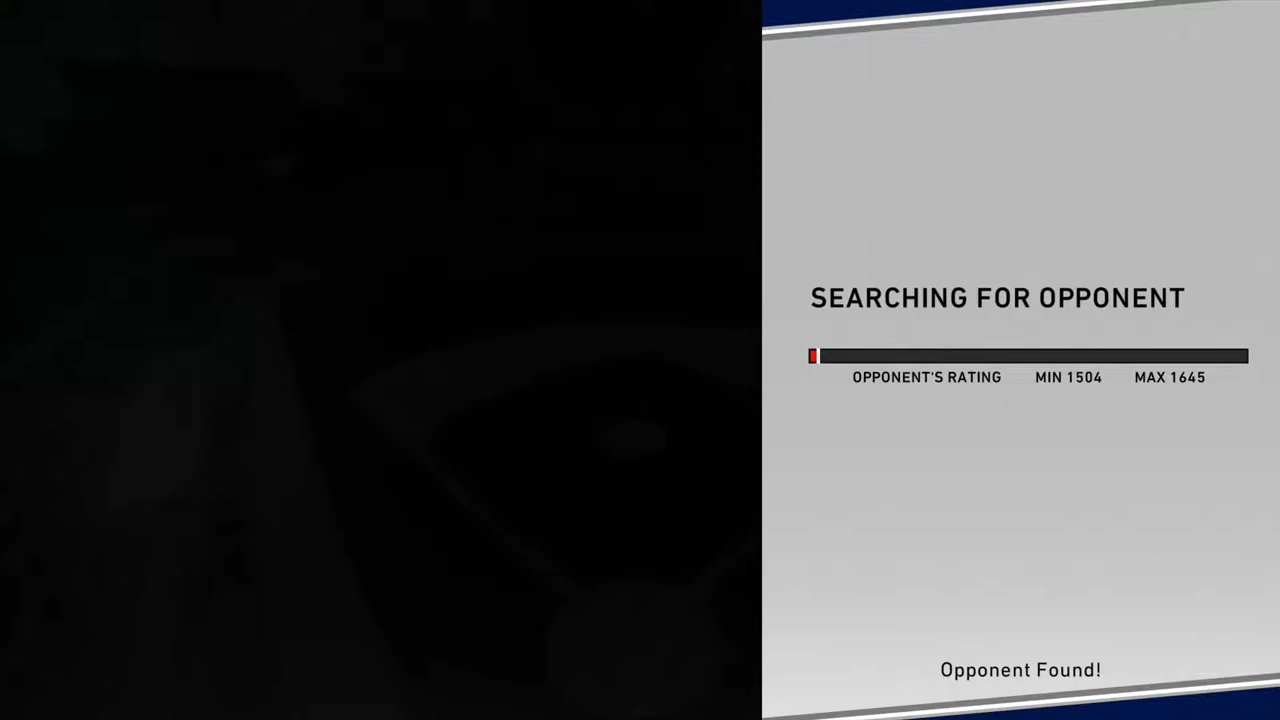 SEARCHING FOR OPPONENT
OPPONENT'S RATING MIN 1504 MAX 1645
Opponent Found!